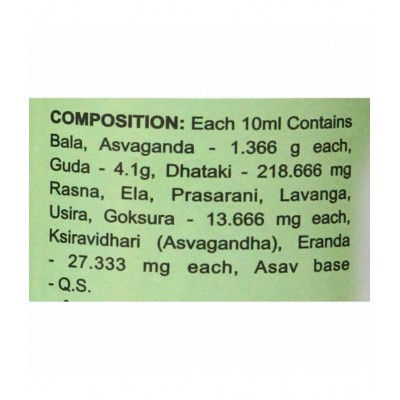 COMPOSITION: Each 10ml Contains
Bala, Asvaganda - 1.366 g each,
Guda - 4.1g, Dhataki - 218.666 mg
Rasna, Ela, Prasarani, Lavanga,
Usira, Goksura - 13.666 mg each,
Ksiravidhari (Asvagandha), Eranda
- 27.333 mg each, Asav base
- Q.S.